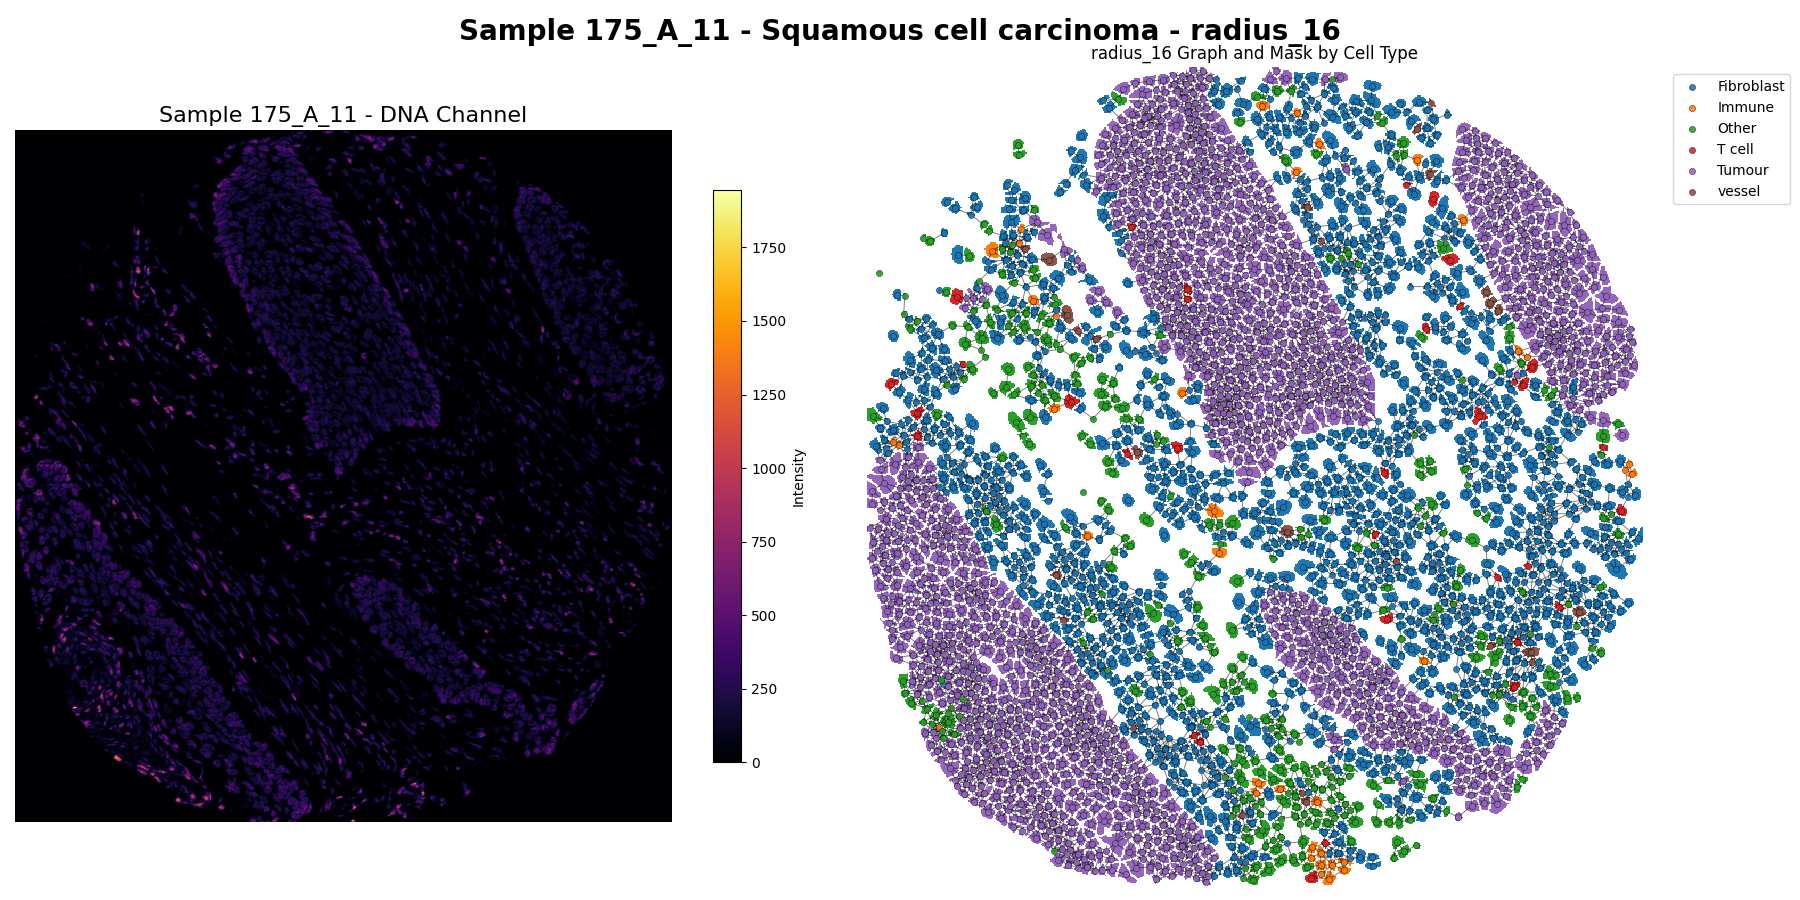 Sample 175_A_11 - Squamous cell carcinoma - radius_16
radius_16 Graph and Mask by Cell Type
Sample 175_A_11 - DNA Channel
Fibroblast
Immune
Other
T cell
Tumour
vessel
1750
1500
1250
1000
750
500
250
0
Intensity